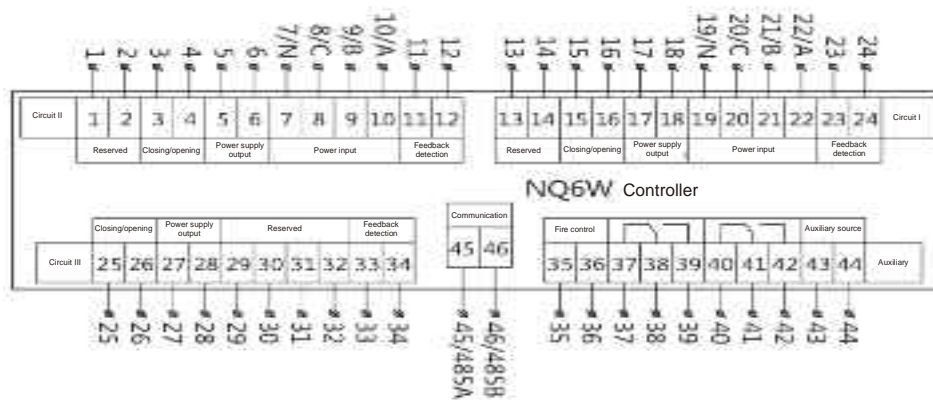 1 2 3 4 5 6 7/N 8/C 9/B 10/A 11 12 13 14 15 16 17 18 19/N 20/C 21/B 22/A 23 24
Circuit II 1 2 3 4 5 6 7 8 9 10 11 12 13 14 15 16 17 18 19 20 21 22 23 24 Circuit I
Reserved Closing/opening Power supply output Power input Feedback detection Reserved Closing/opening Power supply output Power input Feedback detection
NQ6W Controller
Closing/opening Power supply output Reserved Feedback detection Communication Fire control Auxiliary source
Circuit III 25 26 27 28 29 30 31 32 33 34 45 46 35 36 37 38 39 40 41 42 43 44 Auxiliary
25 26 27 28 29 30 31 32 33 34 45/485A 46/485B 35 36 37 38 39 40 41 42 43 44